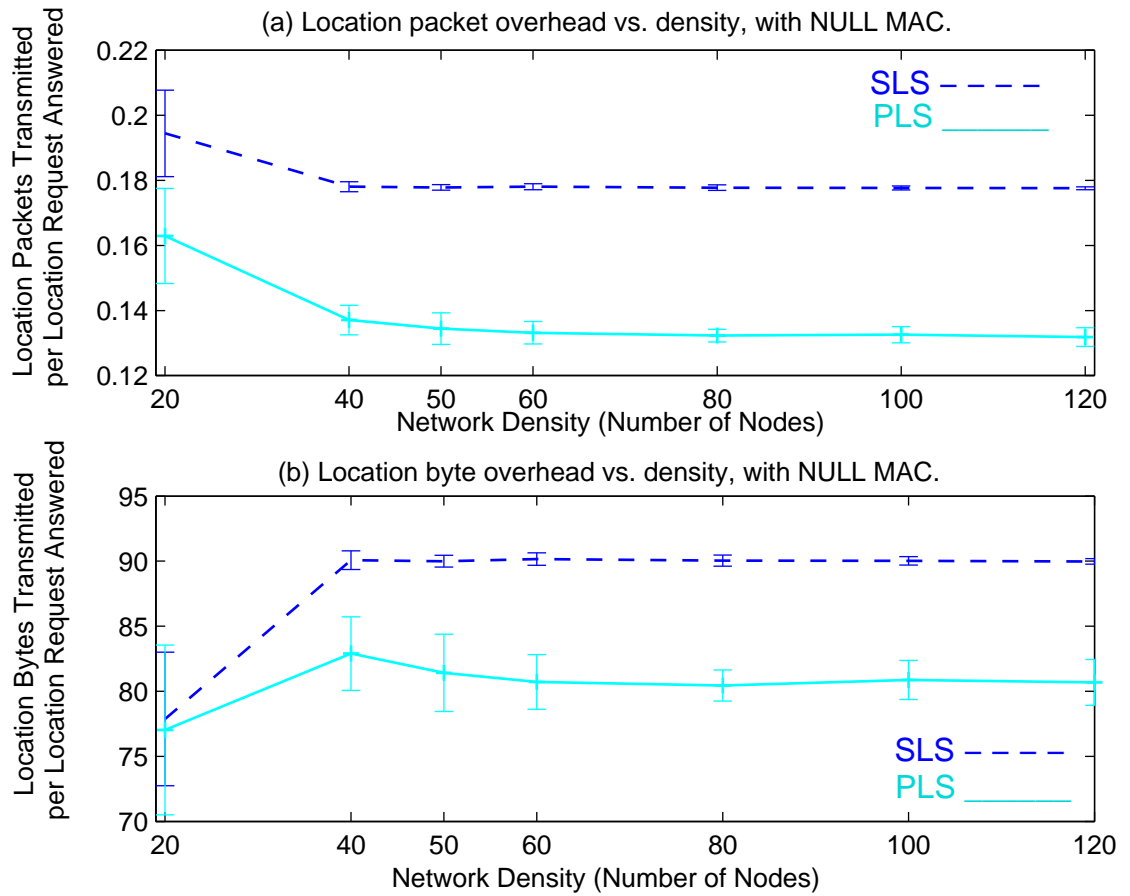 (a) Location packet overhead vs. density, with NULL MAC.
Location Packets Transmitted
per Location Request Answered
0.22
0.2
0.18
0.16
0.14
0.12
SLS
PLS
20 40 50 60 80 100 120
Network Density (Number of Nodes)
(b) Location byte overhead vs. density, with NULL MAC.
Location Bytes Transmitted
per Location Request Answered
95
90
85
80
75
70
SLS
PLS
20 40 50 60 80 100 120
Network Density (Number of Nodes)